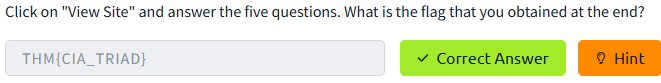 Click on "View Site" and answer the five questions. What is the flag that you obtained at the end?
THM{CIA_TRIAD}
Correct Answer
Hint